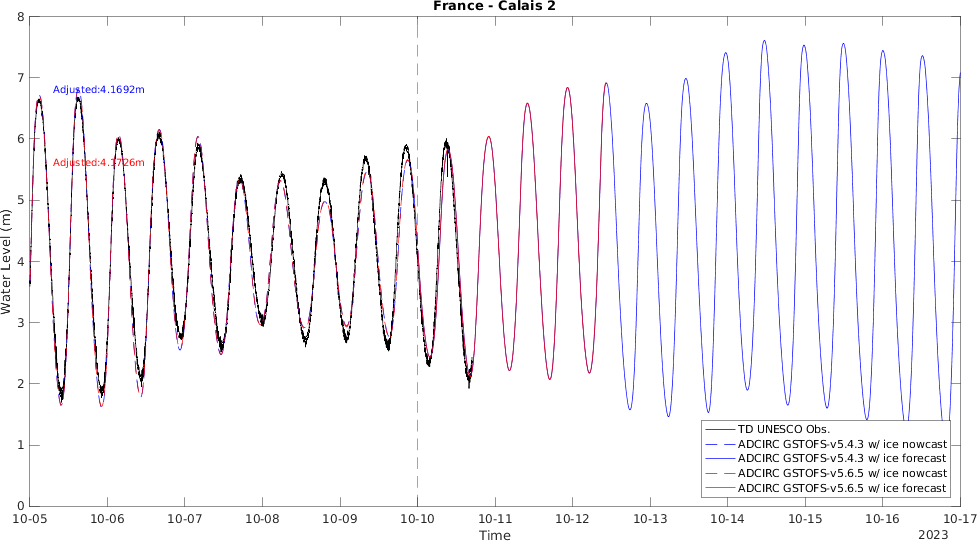 France - Calais 2
8
7
6
5
4
3
2
1
0
Water Level (m)
Adjusted:4.1692m
Adjusted:4.1726m
TD UNESCO Obs.
ADCIRC GSTOFS-v5.4.3 w/ ice nowcast
ADCIRC GSTOFS-v5.4.3 w/ ice forecast
ADCIRC GSTOFS-v5.6.5 w/ ice nowcast
ADCIRC GSTOFS-v5.6.5 w/ ice forecast
10-05 10-06 10-07 10-08 10-09 10-10 10-11 10-12 10-13 10-14 10-15 10-16 10-17
Time
2023